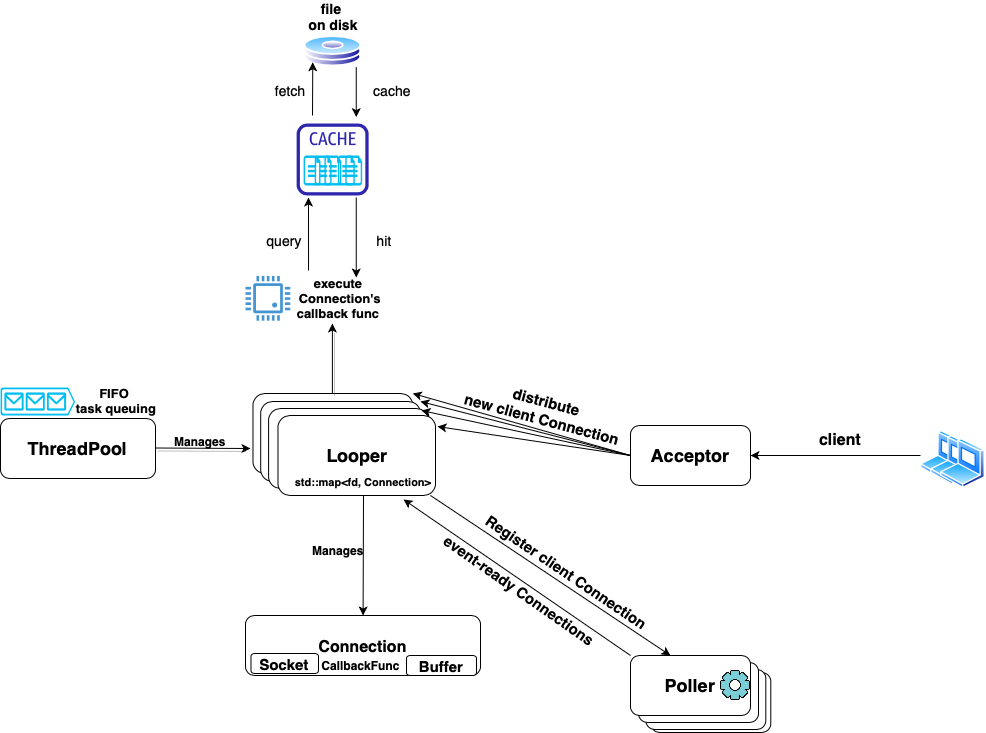 file
on disk
fetch
cache
CACHE
query
hit
execute
Connection's
callback func
FIFO
task queuing
ThreadPool
Manages
Looper
std::map<fd, Connection>
distribute
new client Connection
Acceptor
client
Manages
Register client Connection
event-ready Connections
Connection
Socket
CallbackFunc
Buffer
Poller